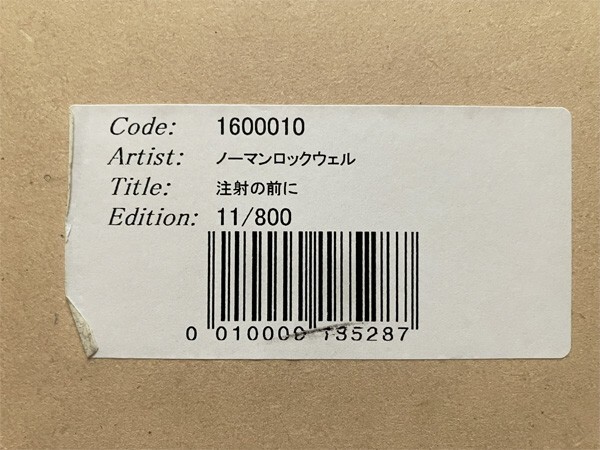 Code: 1600010
Artist: ノーマンロックウェル
Title: 注射の前に
Edition: 11/800
0 010000 135287